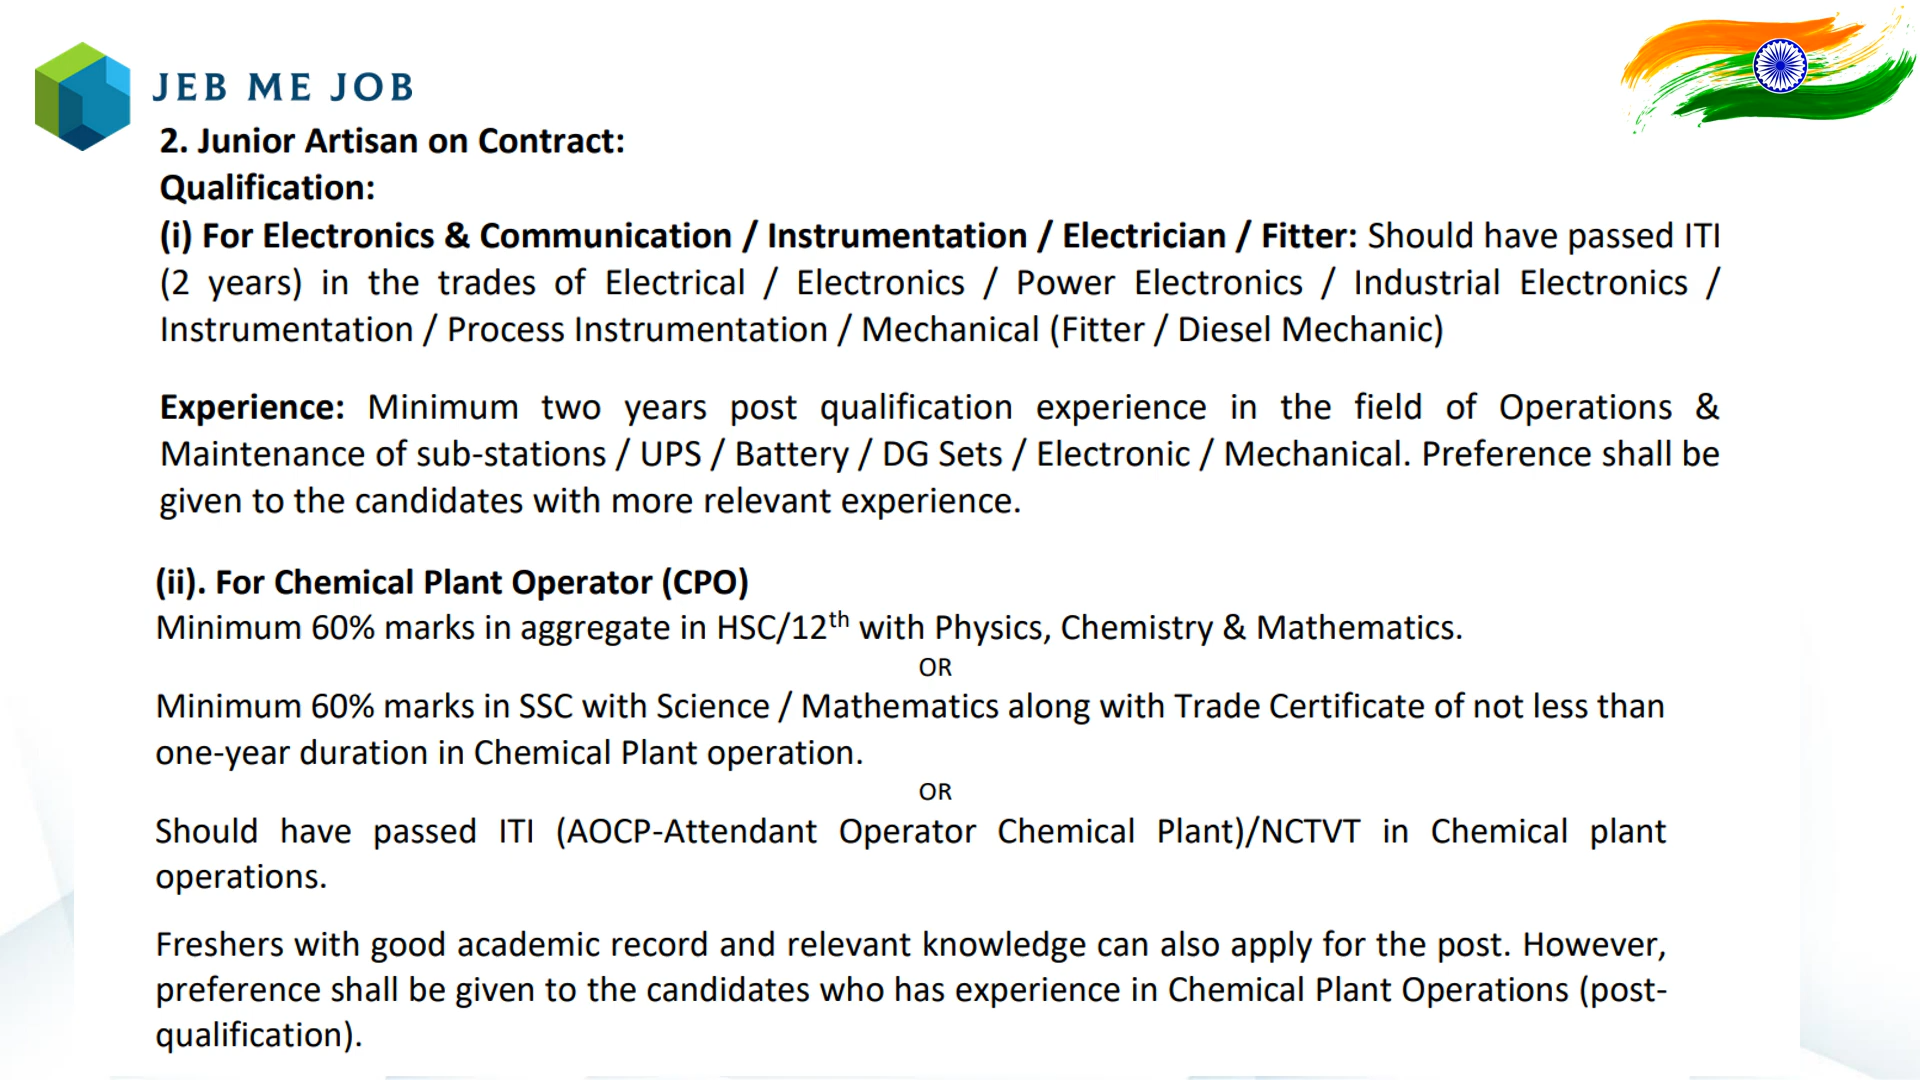 JEB ME JOB
2. Junior Artisan on Contract:
Qualification:
(i) For Electronics & Communication / Instrumentation / Electrician / Fitter: Should have passed ITI
(2 years) in the trades of Electrical / Electronics / Power Electronics / Industrial Electronics /
Instrumentation / Process Instrumentation / Mechanical (Fitter / Diesel Mechanic)
Experience: Minimum two years post qualification experience in the field of Operations &
Maintenance of sub-stations / UPS / Battery / DG Sets / Electronic / Mechanical. Preference shall be
given to the candidates with more relevant experience.
(ii). For Chemical Plant Operator (CPO)
Minimum 60% marks in aggregate in HSC/12th with Physics, Chemistry & Mathematics.
OR
Minimum 60% marks in SSC with Science / Mathematics along with Trade Certificate of not less than
one-year duration in Chemical Plant operation.
OR
Should have passed ITI (AOCP-Attendant Operator Chemical Plant)/NCTVT in Chemical plant
operations.
Freshers with good academic record and relevant knowledge can also apply for the post. However,
preference shall be given to the candidates who has experience in Chemical Plant Operations (post-
qualification).